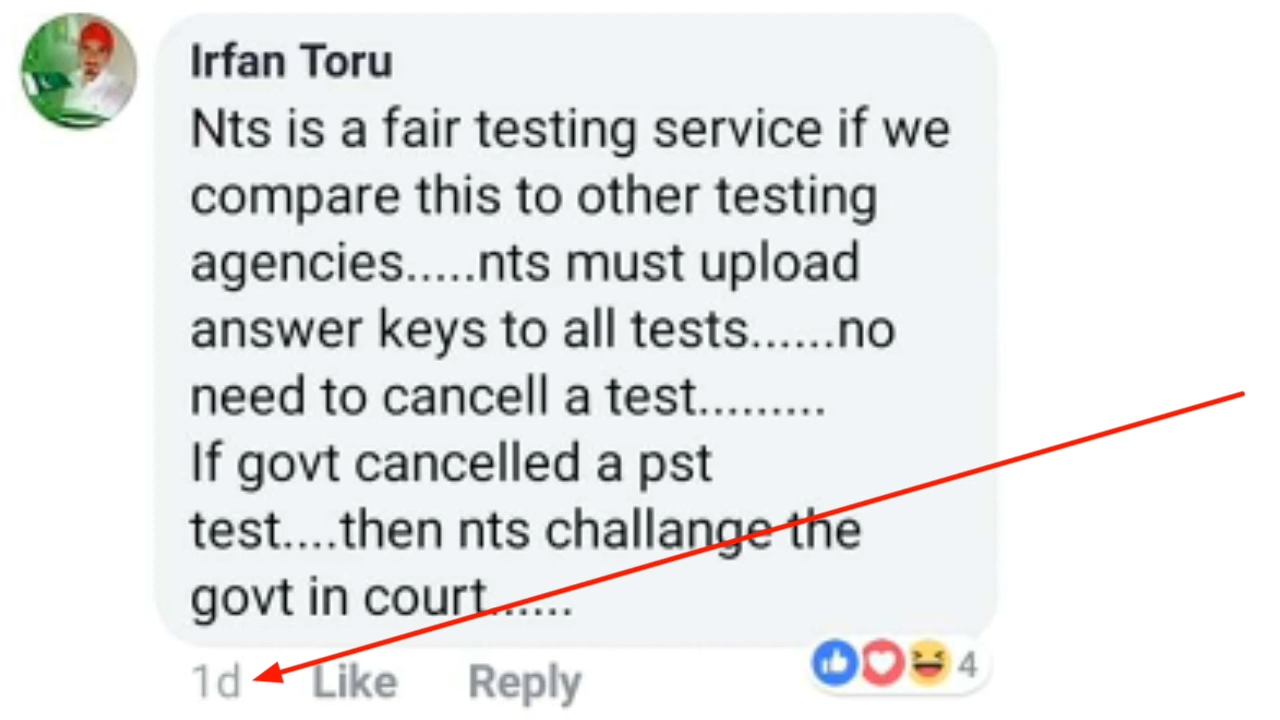 Irfan Toru
Nts is a fair testing service if we
compare this to other testing
agencies.....nts must upload
answer keys to all tests......no
need to cancell a test.........
If govt cancelled a pst
test....then nts challange the
govt in court......
1d Like Reply 4